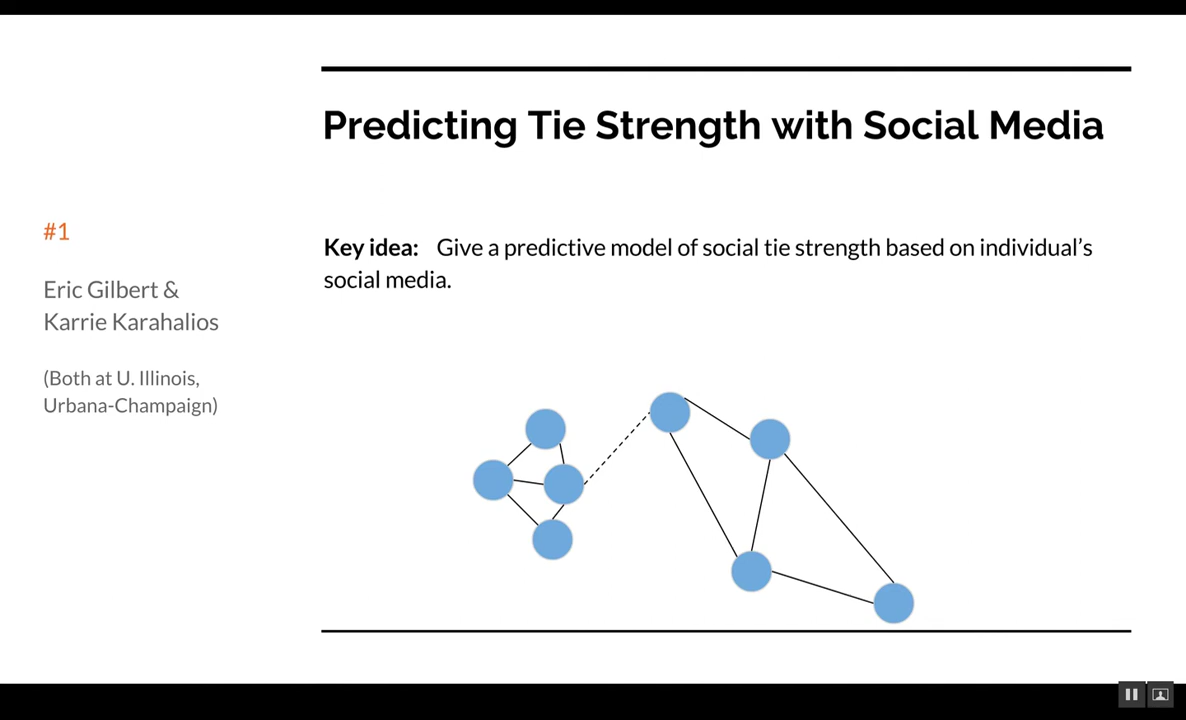 Predicting Tie Strength with Social Media
#1
Eric Gilbert &
Karrie Karahalios
(Both at U. Illinois,
Urbana-Champaign)
Key idea: Give a predictive model of social tie strength based on individual’s
social media.